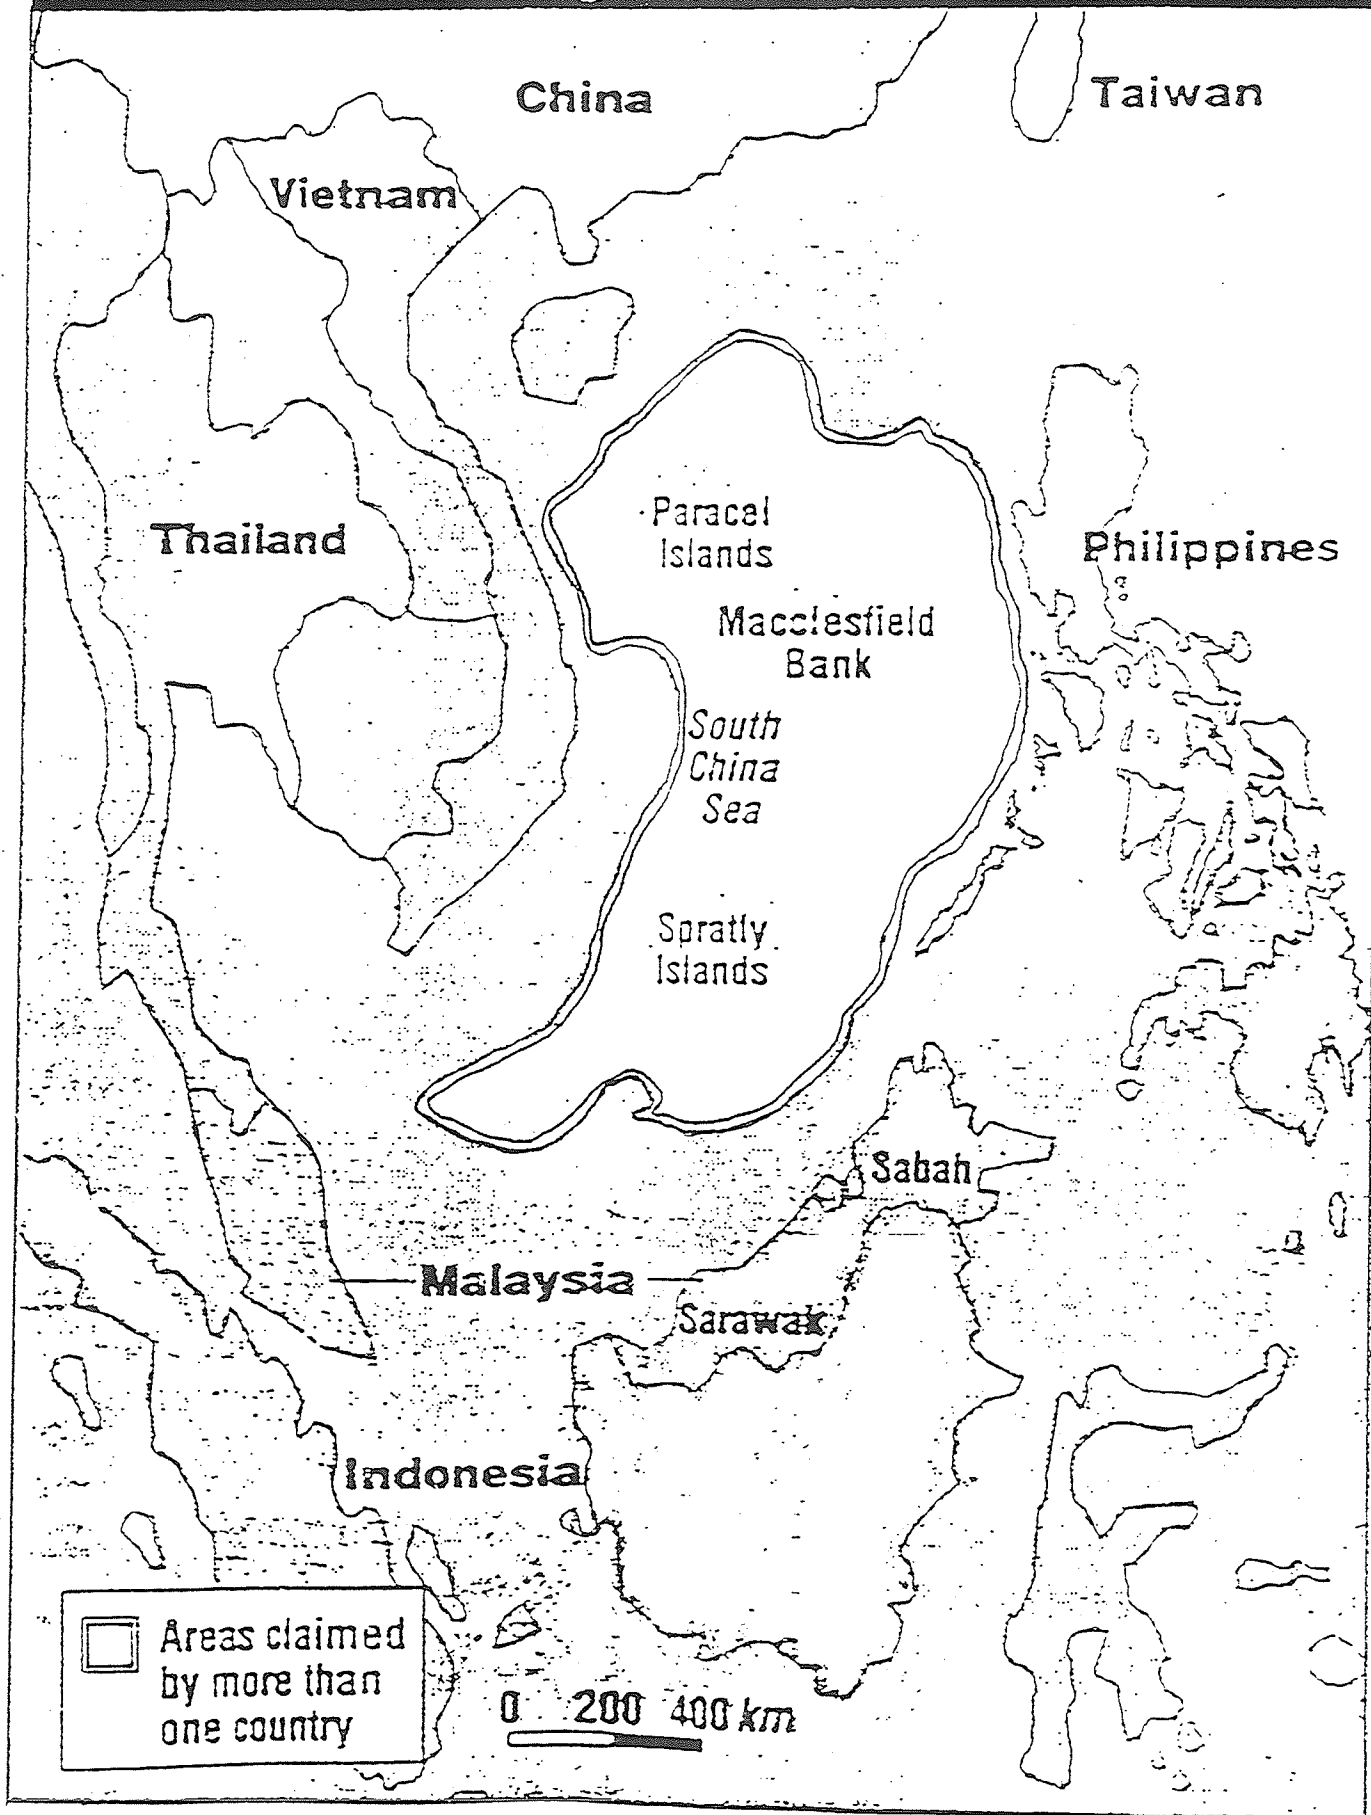 China
Taiwan
Vietnam
Paracel
Islands
Thailand
Philippines
Macclesfield
Bank
South
China
Sea
Spratly
Islands
Sabah
Malaysia
Sarawak
Indonesia
Areas claimed
by more than
one country
0 200 400 km